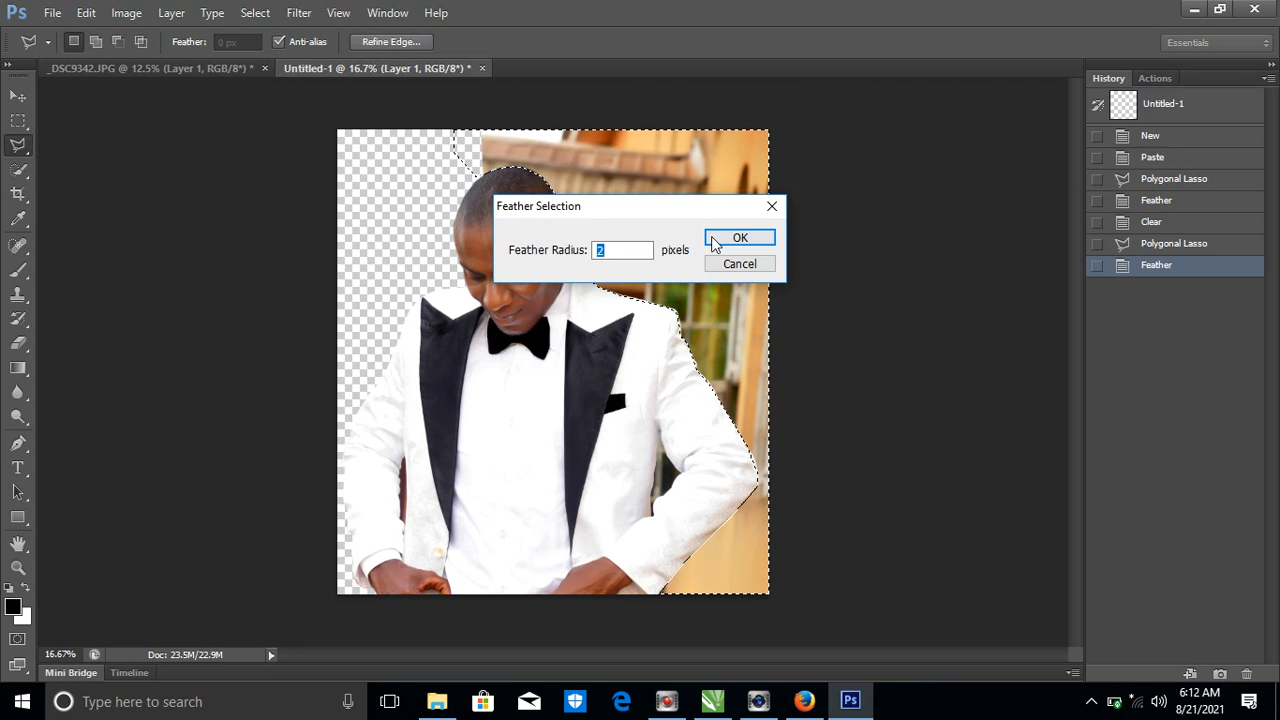 Ps File Edit Image Layer Type Select Filter View Window Help
Feather: 0 px Anti-alias Refine Edge... Essentials
_DSC9342.JPG @ 12.5% (Layer 1, RGB/8*) * × Untitled-1 @ 16.7% (Layer 1, RGB/8*) * ×
History Actions
Untitled-1
New
Paste
Polygonal Lasso
Feather
Clear
Polygonal Lasso
Feather
Feather Selection
Feather Radius: 2 pixels
OK
Cancel
16.67% Doc: 23.5M/22.9M
Mini Bridge Timeline
Type here to search
6:12 AM
8/21/2021